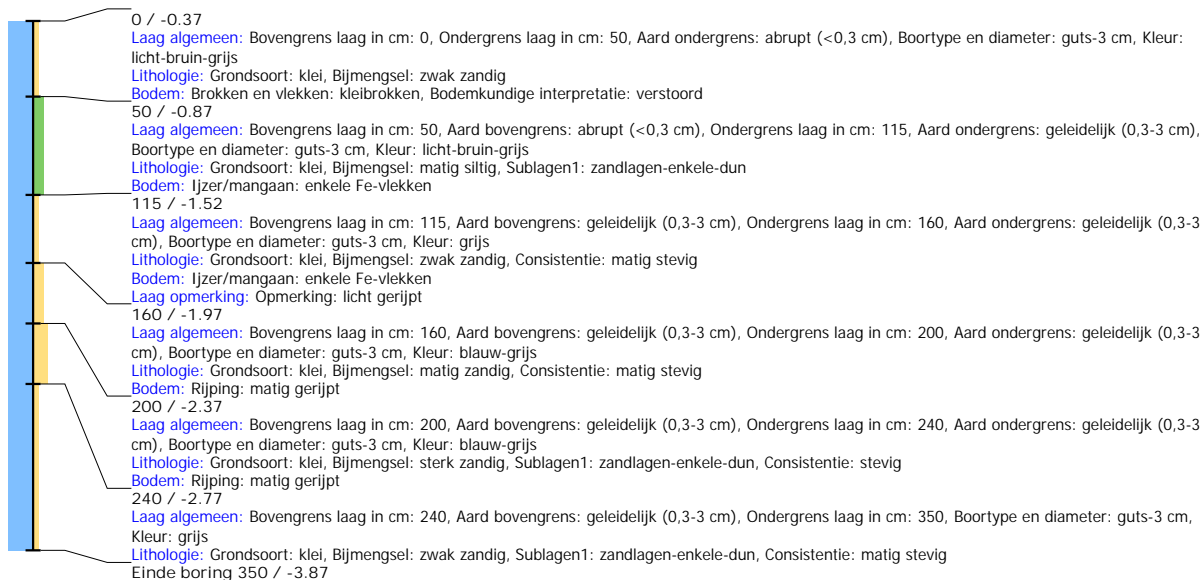 0 / -0.37
Laag algemeen: Bovengrens laag in cm: 0, Ondergrens laag in cm: 50, Aard ondergrens: abrupt (<0,3 cm), Boortype en diameter: guts-3 cm, Kleur:
licht-bruin-grijs
Lithologie: Grondsoort: klei, Bijmengsel: zwak zandig
Bodem: Brokken en vlekken: kleibrokken, Bodemkundige interpretatie: verstoord
50 / -0.87
Laag algemeen: Bovengrens laag in cm: 50, Aard bovengrens: abrupt (<0,3 cm), Ondergrens laag in cm: 115, Aard ondergrens: geleidelijk (0,3-3 cm),
Boortype en diameter: guts-3 cm, Kleur: licht-bruin-grijs
Lithologie: Grondsoort: klei, Bijmengsel: matig siltig, Sublagen1: zandlagen-enkele-dun
Bodem: Ijzer/mangaan: enkele Fe-vlekken
115 / -1.52
Laag algemeen: Bovengrens laag in cm: 115, Aard bovengrens: geleidelijk (0,3-3 cm), Ondergrens laag in cm: 160, Aard ondergrens: geleidelijk (0,3-3
cm), Boortype en diameter: guts-3 cm, Kleur: grijs
Lithologie: Grondsoort: klei, Bijmengsel: zwak zandig, Consistentie: matig stevig
Bodem: Ijzer/mangaan: enkele Fe-vlekken
Laag opmerking: Opmerking: licht gerijpt
160 / -1.97
Laag algemeen: Bovengrens laag in cm: 160, Aard bovengrens: geleidelijk (0,3-3 cm), Ondergrens laag in cm: 200, Aard ondergrens: geleidelijk (0,3-3
cm), Boortype en diameter: guts-3 cm, Kleur: blauw-grijs
Lithologie: Grondsoort: klei, Bijmengsel: matig zandig, Consistentie: matig stevig
Bodem: Rijping: matig gerijpt
200 / -2.37
Laag algemeen: Bovengrens laag in cm: 200, Aard bovengrens: geleidelijk (0,3-3 cm), Ondergrens laag in cm: 240, Aard ondergrens: geleidelijk (0,3-3
cm), Boortype en diameter: guts-3 cm, Kleur: blauw-grijs
Lithologie: Grondsoort: klei, Bijmengsel: sterk zandig, Sublagen1: zandlagen-enkele-dun, Consistentie: stevig
Bodem: Rijping: matig gerijpt
240 / -2.77
Laag algemeen: Bovengrens laag in cm: 240, Aard bovengrens: geleidelijk (0,3-3 cm), Ondergrens laag in cm: 350, Boortype en diameter: guts-3 cm,
Kleur: grijs
Lithologie: Grondsoort: klei, Bijmengsel: zwak zandig, Sublagen1: zandlagen-enkele-dun, Consistentie: matig stevig
Einde boring 350 / -3.87